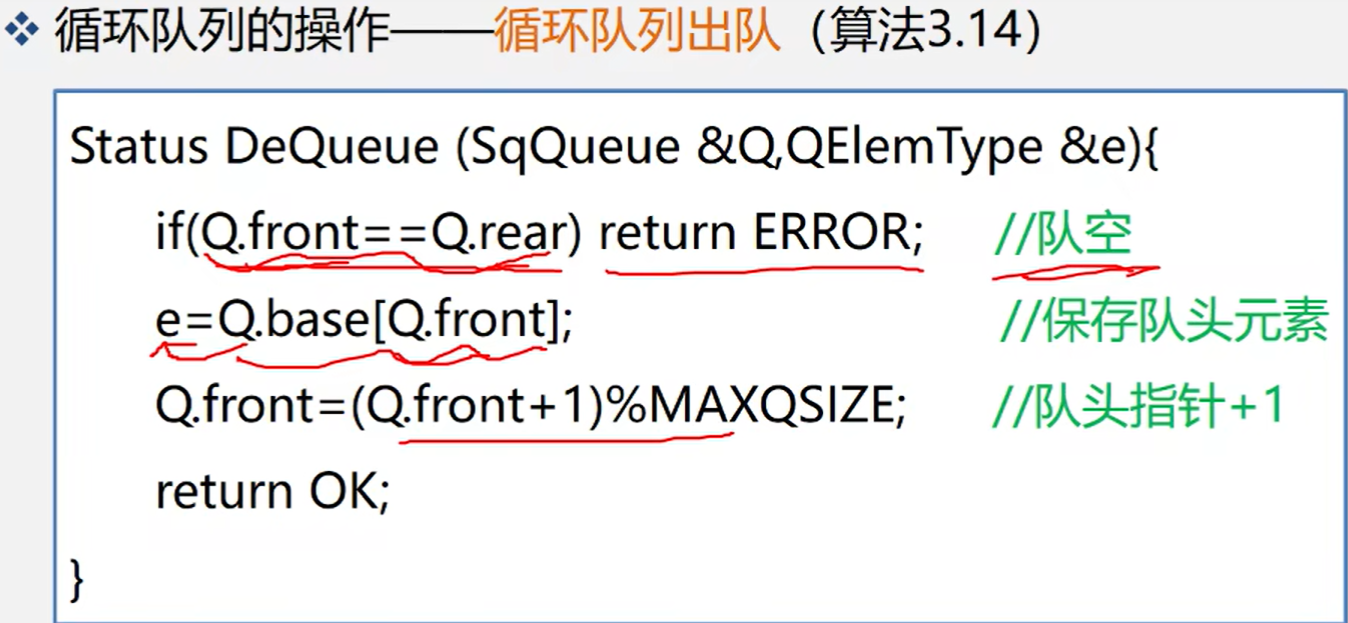 循环队列的操作——循环队列出队（算法3.14）
Status DeQueue (SqQueue &Q,QElemType &e){
if(Q.front==Q.rear) return ERROR; //队空
e=Q.base[Q.front]; //保存队头元素
Q.front=(Q.front+1)%MAXQSIZE; //队头指针+1
return OK;
}